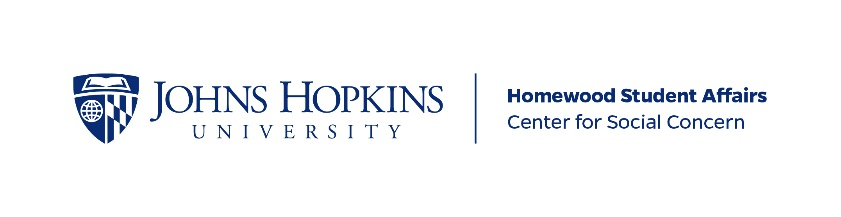 JOHNS HOPKINS
UNIVERSITY
Homewood Student Affairs
Center for Social Concern